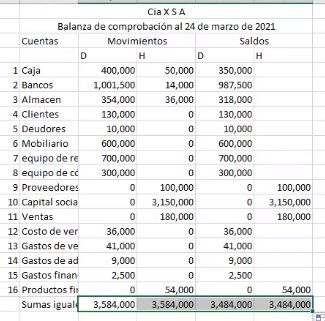 Cia X S A
Balanza de comprobación al 24 de marzo de 2021
Cuentas Movimientos Saldos
D H D H
1 Caja 400,000 50,000 350,000
2 Bancos 1,001,500 14,000 987,500
3 Almacen 354,000 36,000 318,000
4 Clientes 130,000 0 130,000
5 Deudores 10,000 0 10,000
6 Mobiliario 600,000 0 600,000
7 equipo de re 700,000 0 700,000
8 equipo de có 300,000 0 300,000
9 Proveedores 0 100,000 0 100,000
10 Capital socia 0 3,150,000 0 3,150,000
11 Ventas 0 180,000 0 180,000
12 Costo de ver 36,000 0 36,000
13 Gastos de ve 41,000 0 41,000
14 Gastos de ad 9,000 0 9,000
15 Gastos finan 2,500 0 2,500
16 Productos fi 0 54,000 0 54,000
Sumas iguale 3,584,000 3,584,000 3,484,000 3,484,000